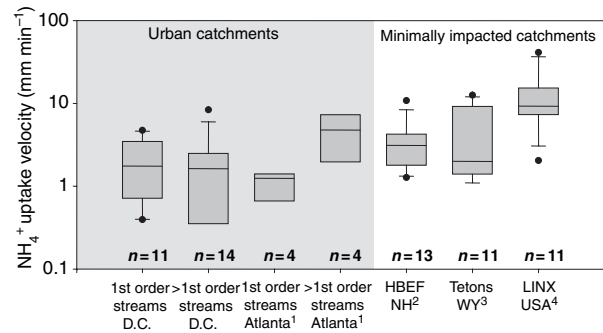 Urban catchments
Minimally impacted catchments
NH4+ uptake velocity (mm min−1)
100
10
1
0.1
n=11
n=14
n=4
n=4
n=13
n=11
n=11
1st order streams D.C.
>1st order streams D.C.
1st order streams Atlanta1
>1st order streams Atlanta1
HBEF NH2
Tetons WY3
LINX USA4